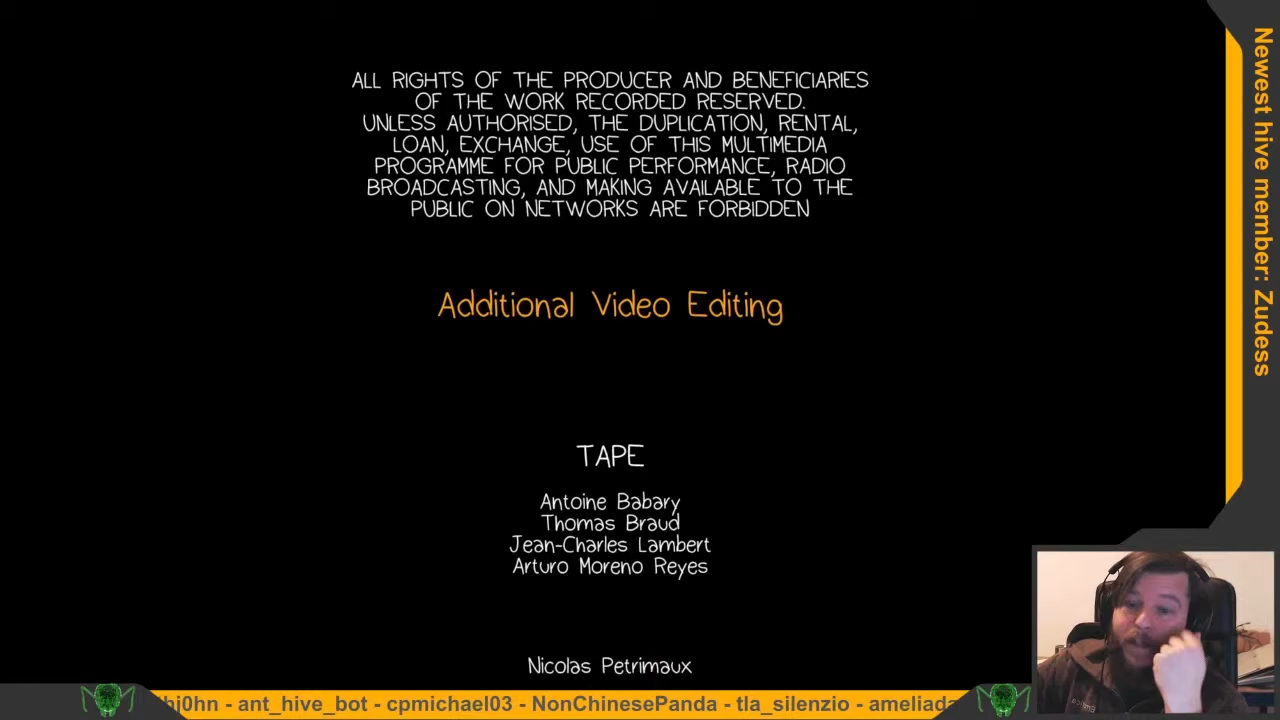 ALL RIGHTS OF THE PRODUCER AND BENEFICIARIES
OF THE WORK RECORDED RESERVED.
UNLESS AUTHORISED, THE DUPLICATION, RENTAL,
LOAN, EXCHANGE, USE OF THIS MULTIMEDIA
PROGRAMME FOR PUBLIC PERFORMANCE, RADIO
BROADCASTING, AND MAKING AVAILABLE TO THE
PUBLIC ON NETWORKS ARE FORBIDDEN
Additional Video Editing
TAPE
Antoine Babary
Thomas Braud
Jean-Charles Lambert
Arturo Moreno Reyes
Nicolas Petrimaux
hj0hn - ant_hive_bot - cpmichael03 - NonChinesePanda - tla_silenzio - ameliada
Newest hive member: Zudess